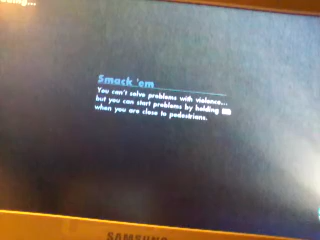 Smack 'em
You can't solve problems with violence...
but you can start problems by holding
when you are close to pedestrians.
SAMSUNG